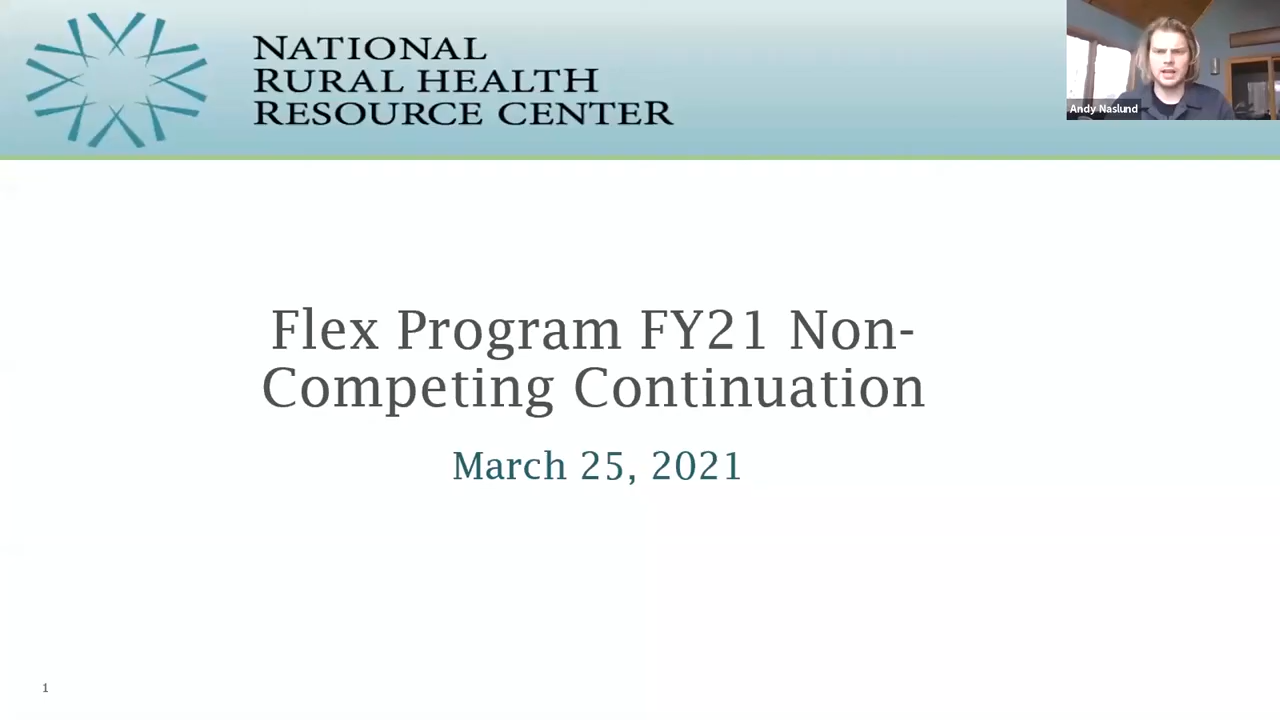 NATIONAL
RURAL HEALTH
RESOURCE CENTER
Andy Naslund
Flex Program FY21 Non-
Competing Continuation
March 25, 2021
1